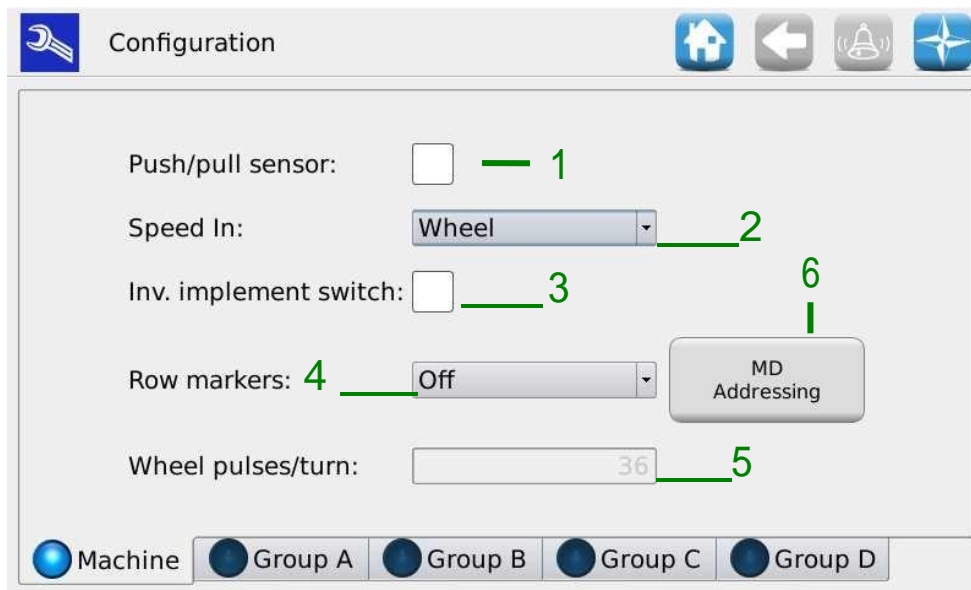 Configuration
Push/pull sensor: 1
Speed In: Wheel 2
Inv. implement switch: 3
6
Row markers: 4 Off
MD
Addressing
Wheel pulses/turn: 36 5
Machine Group A Group B Group C Group D